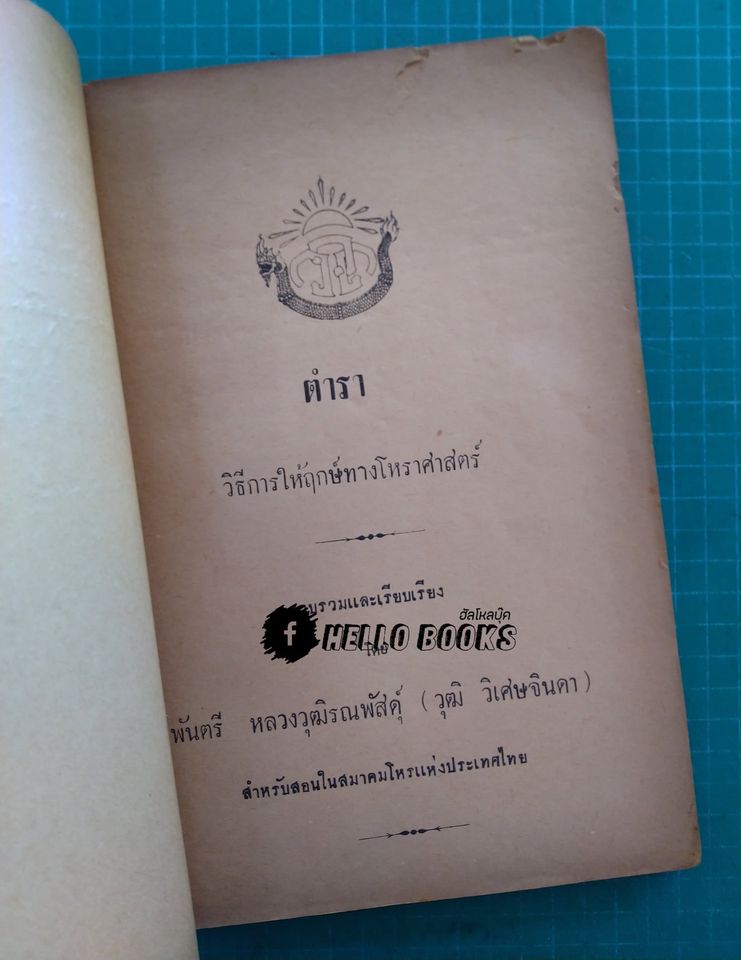 ตำรา
วิธีการให้ฤกษ์ทางโหราศาสตร์
บรวมและเรียบเรียง
ฮัลโหลบุ๊ค
f HELLO BOOKS
โดย
พันตรี หลวงวุฒิรณพัสดุ์ (วุฒิ วิเศษจินดา)
สำหรับสอนในสมาคมโหรแห่งประเทศไทย